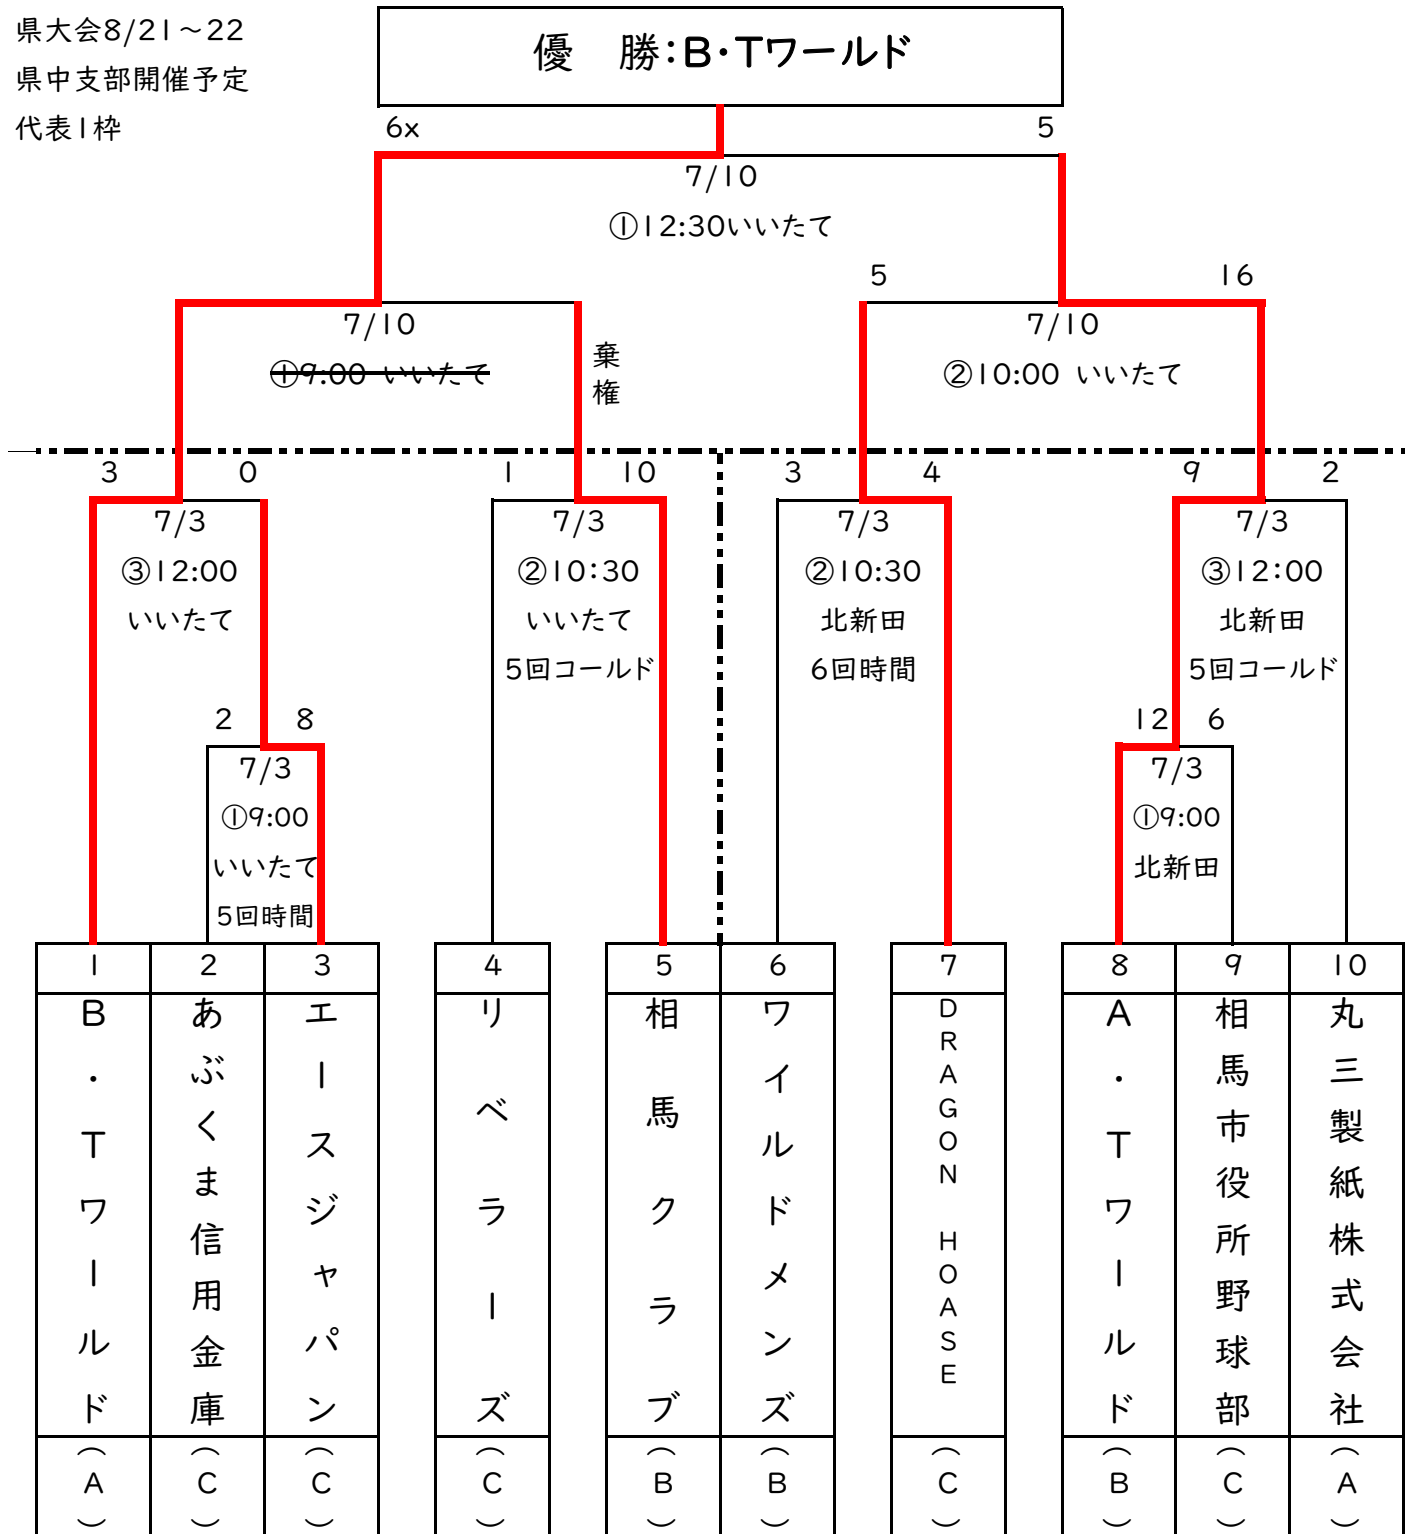 県大会8/21～22
県中支部開催予定
代表1枠
優　勝:B・Tワールド
6x
5
7/10
①12:30いいたて
5
16
7/10
①9:00 いいたて
棄権
7/10
②10:00 いいたて
3
0
1
10
3
4
9
2
7/3
③12:00
いいたて
7/3
②10:30
いいたて
5回コールド
7/3
②10:30
北新田
6回時間
7/3
③12:00
北新田
5回コールド
2
8
7/3
①9:00
いいたて
5回時間
12
6
7/3
①9:00
北新田
1
2
3
4
5
6
7
8
9
10
B・Tワールド
あぶくま信用金庫
エースジャパン
リベラーズ
相馬クラブ
ワイルドメンズ
DRAGON HOASE
A・Tワールド
相馬市役所野球部
丸三製紙株式会社
(A)
(C)
(C)
(C)
(B)
(B)
(C)
(B)
(C)
(A)